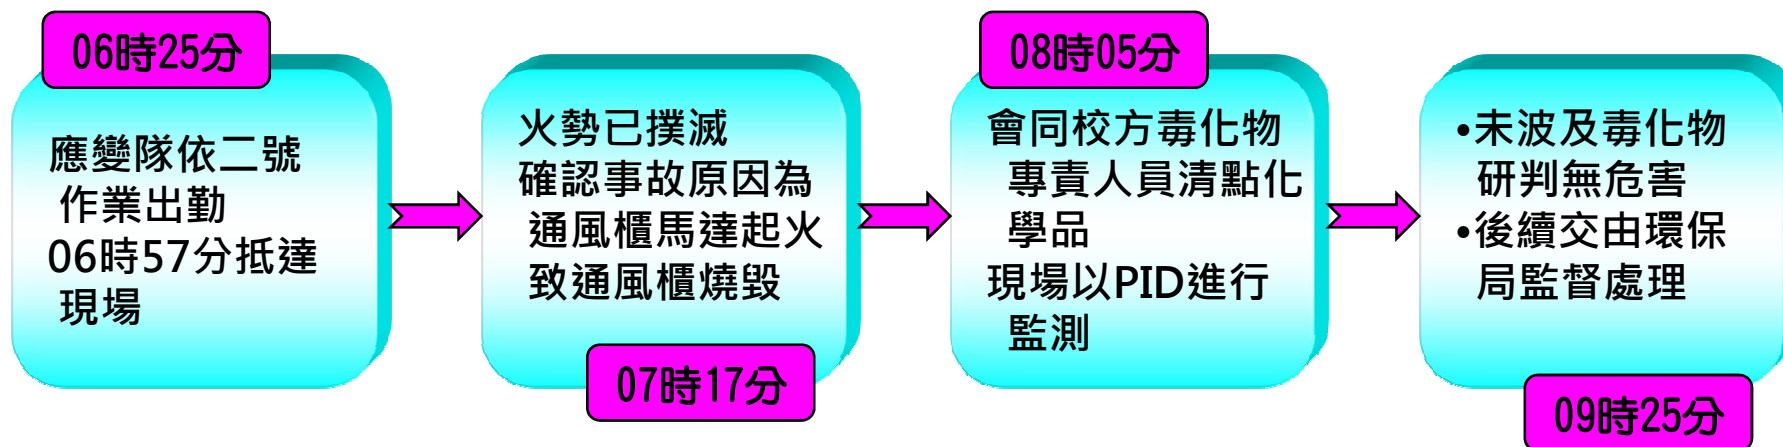 06時25分
應變隊依二號
作業出勤
06時57分抵達
現場
火勢已撲滅
確認事故原因為
通風櫃馬達起火
致通風櫃燒毀
07時17分
08時05分
會同校方毒化物
專責人員清點化
學品
現場以PID進行
監測
•未波及毒化物
研判無危害
•後續交由環保
局監督處理
09時25分